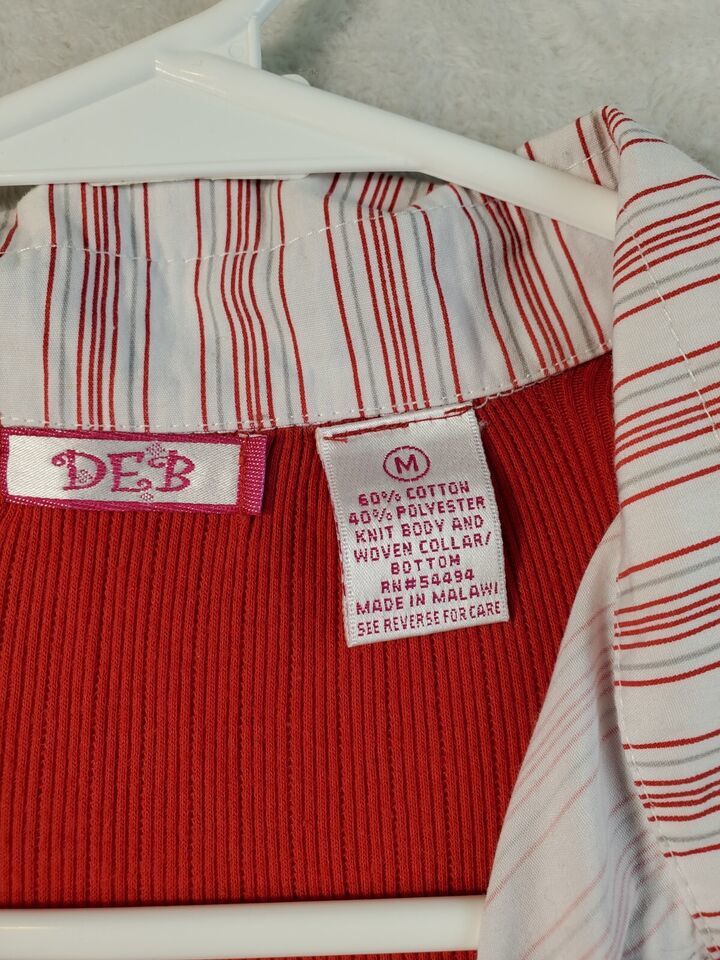 DEB
M
60% COTTON
40% POLYESTER
KNIT BODY AND
WOVEN COLLAR/
BOTTOM
RN#54494
MADE IN MALAWI
SEE REVERSE FOR CARE